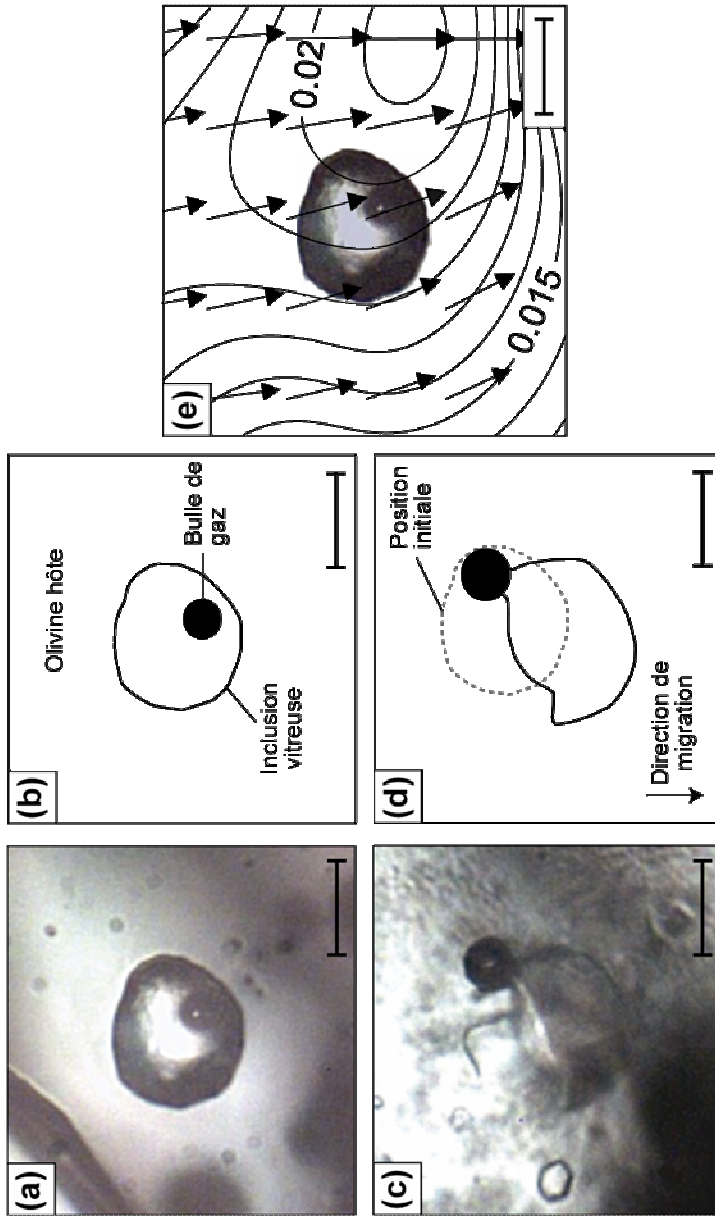 (a)
(b)
Olivine hôte
Bulle de
gaz
Inclusion
vitreuse
(c)
(d)
Position
initiale
Direction de
migration
(e)
0.02
0.015